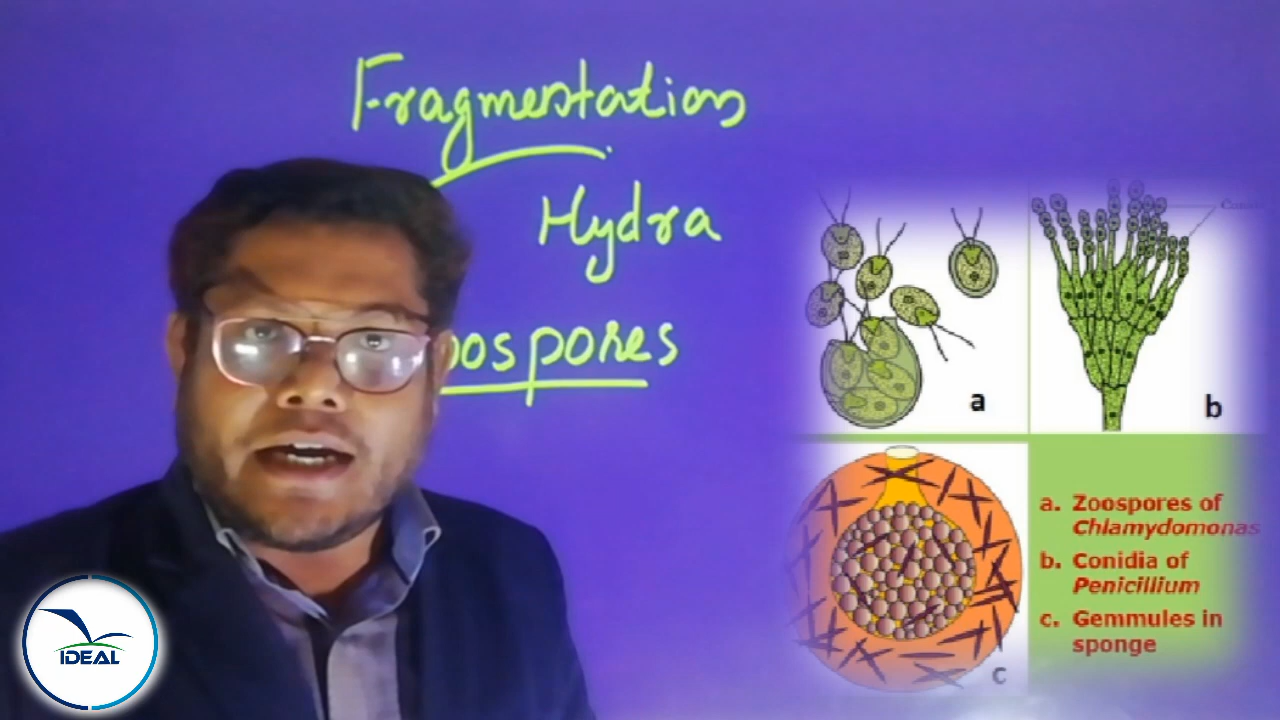 Fragmentation
Hydra
oospores
a
b
c
a. Zoospores of
Chlamydomonas
b. Conidia of
Penicillium
c. Gemmules in
sponge
IDEAL